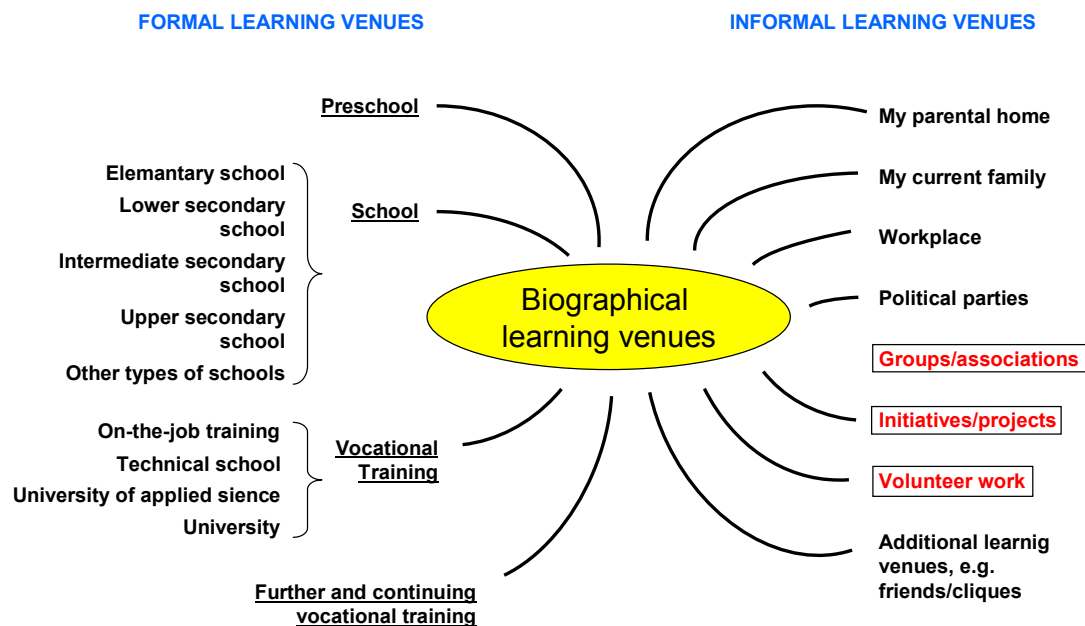 FORMAL LEARNING VENUES
INFORMAL LEARNING VENUES
Preschool
Elemantary school
Lower secondary
school
Intermediate secondary
school
Upper secondary
school
Other types of schools
School
On-the-job training
Technical school
University of applied sience
University
Vocational
Training
Further and continuing
vocational training
Biographical
learning venues
My parental home
My current family
Workplace
Political parties
Groups/associations
Initiatives/projects
Volunteer work
Additional learnig
venues, e.g.
friends/cliques